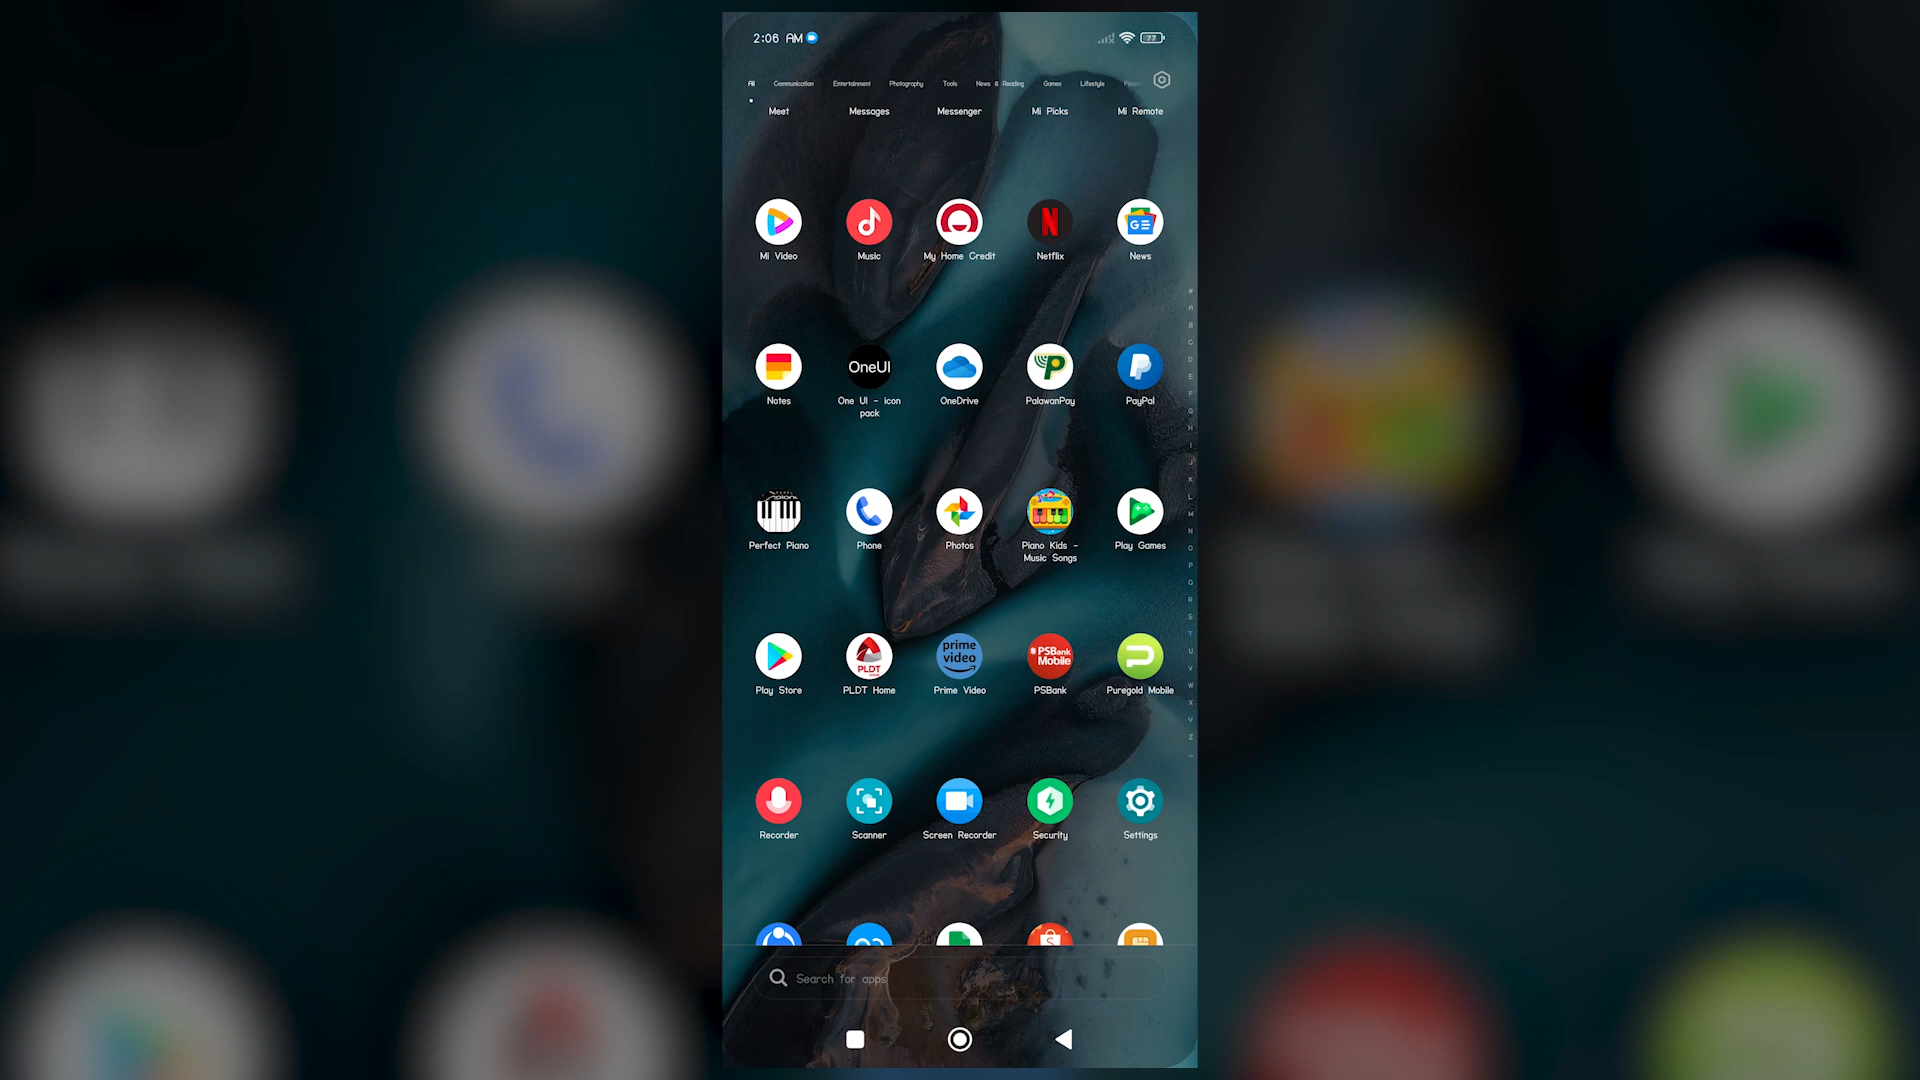 2:06 AM
77
All Communication Entertainment Photography Tools News & Reading Games Lifestyle
Meet Messages Messenger Mi Picks Mi Remote
Mi Video Music My Home Credit Netflix News
OneUI
Notes One UI - icon pack OneDrive PalawanPay PayPal
Perfect Piano Phone Photos Piano Kids - Music Songs Play Games
PLDT
prime video
PSBank Mobile
Play Store PLDT Home Prime Video PSBank Puregold Mobile
Recorder Scanner Screen Recorder Security Settings
Search for apps